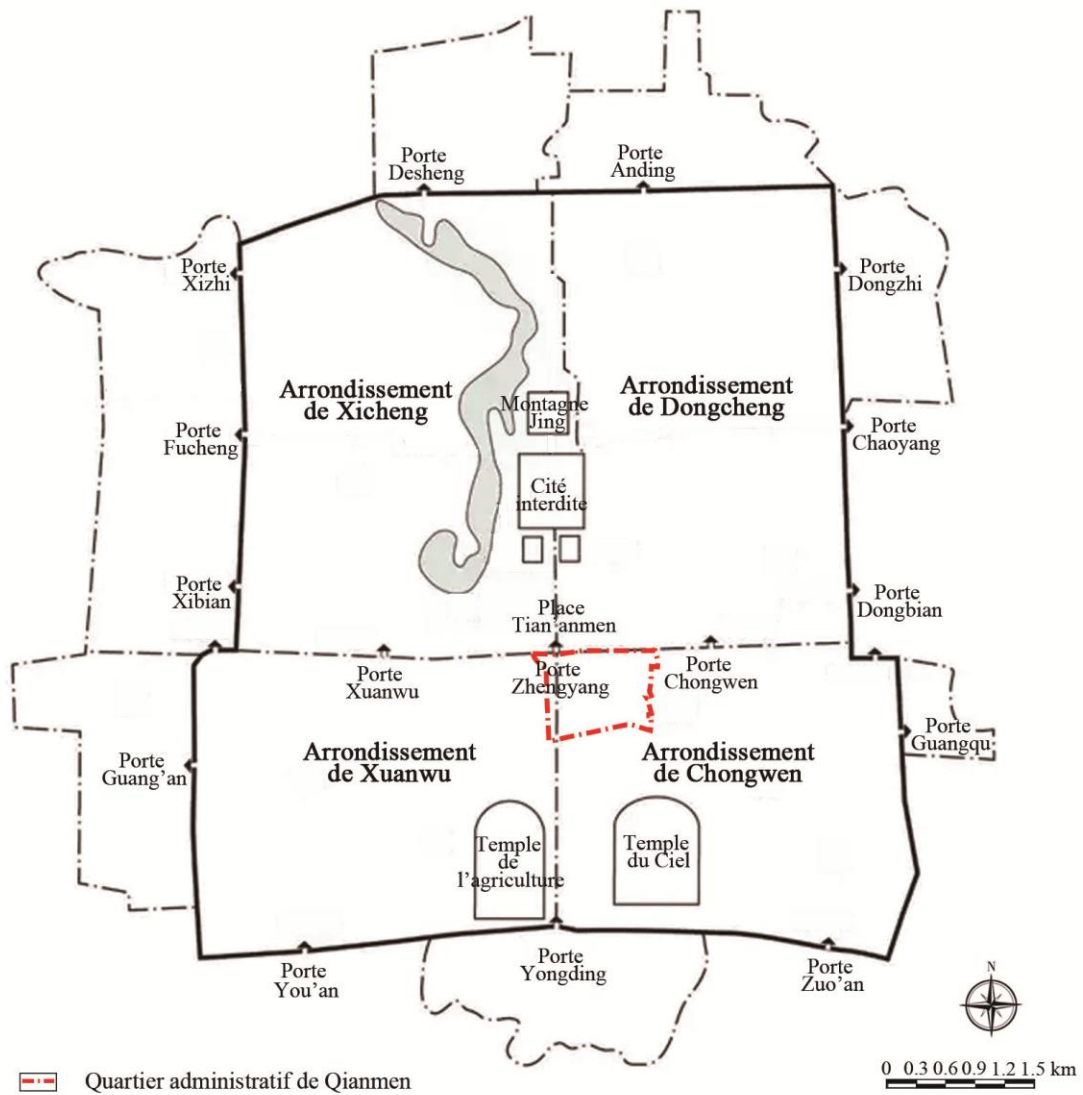 Porte
Desheng
Porte
Anding
Porte
Xizhi
Porte
Dongzhi
Arrondissement
de Xicheng
Arrondissement
de Dongcheng
Montagne
Jing
Porte
Fucheng
Porte
Chaoyang
Cité
interdite
Porte
Xibian
Place
Tian'anmen
Porte
Dongbian
Porte
Xuanwu
Porte
Zhengyang
Porte
Chongwen
Porte
Guang'an
Arrondissement
de Xuanwu
Arrondissement
de Chongwen
Porte
Guangqu
Temple
de
l'agriculture
Temple
du Ciel
Porte
You'an
Porte
Yongding
Porte
Zuo'an
N
Quartier administratif de Qianmen
0 0.3 0.6 0.9 1.2 1.5 km